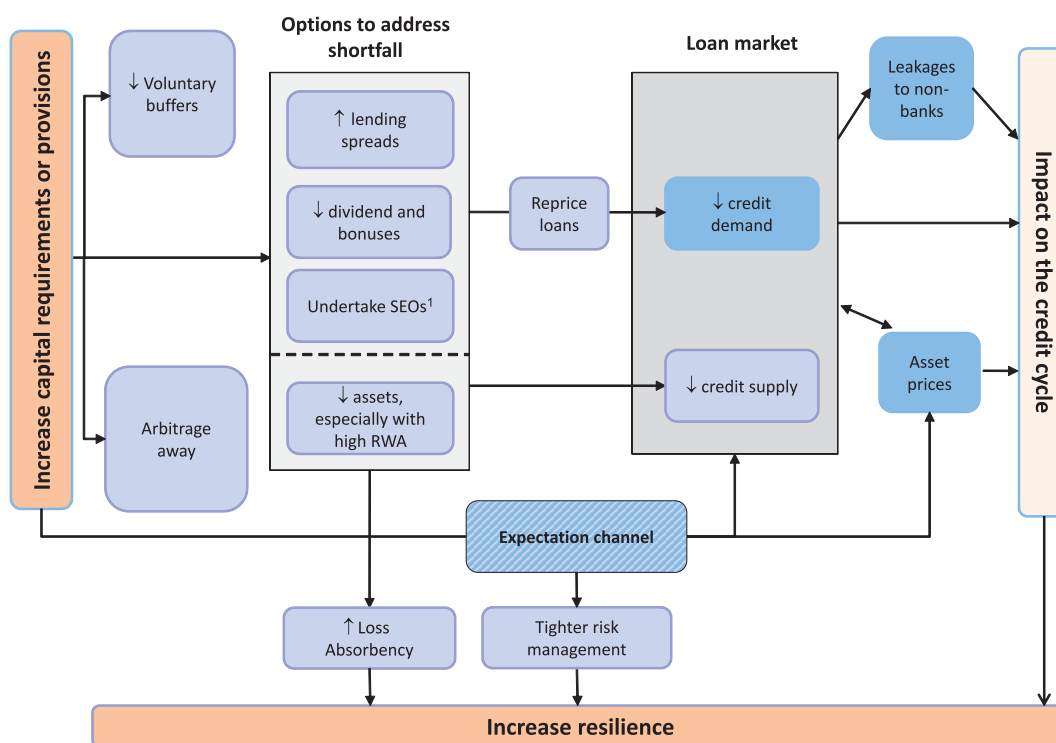 Increase capital requirements or provisions
↓ Voluntary
buffers
Arbitrage
away
Options to address
shortfall
↑ lending
spreads
↓ dividend and
bonuses
Undertake SEOs¹
↓ assets,
especially with
high RWA
Reprice
loans
Loan market
↓ credit
demand
↓ credit supply
Leakages
to non-
banks
Asset
prices
Impact on the credit cycle
Expectation channel
↑ Loss
Absorbency
Tighter risk
management
Increase resilience